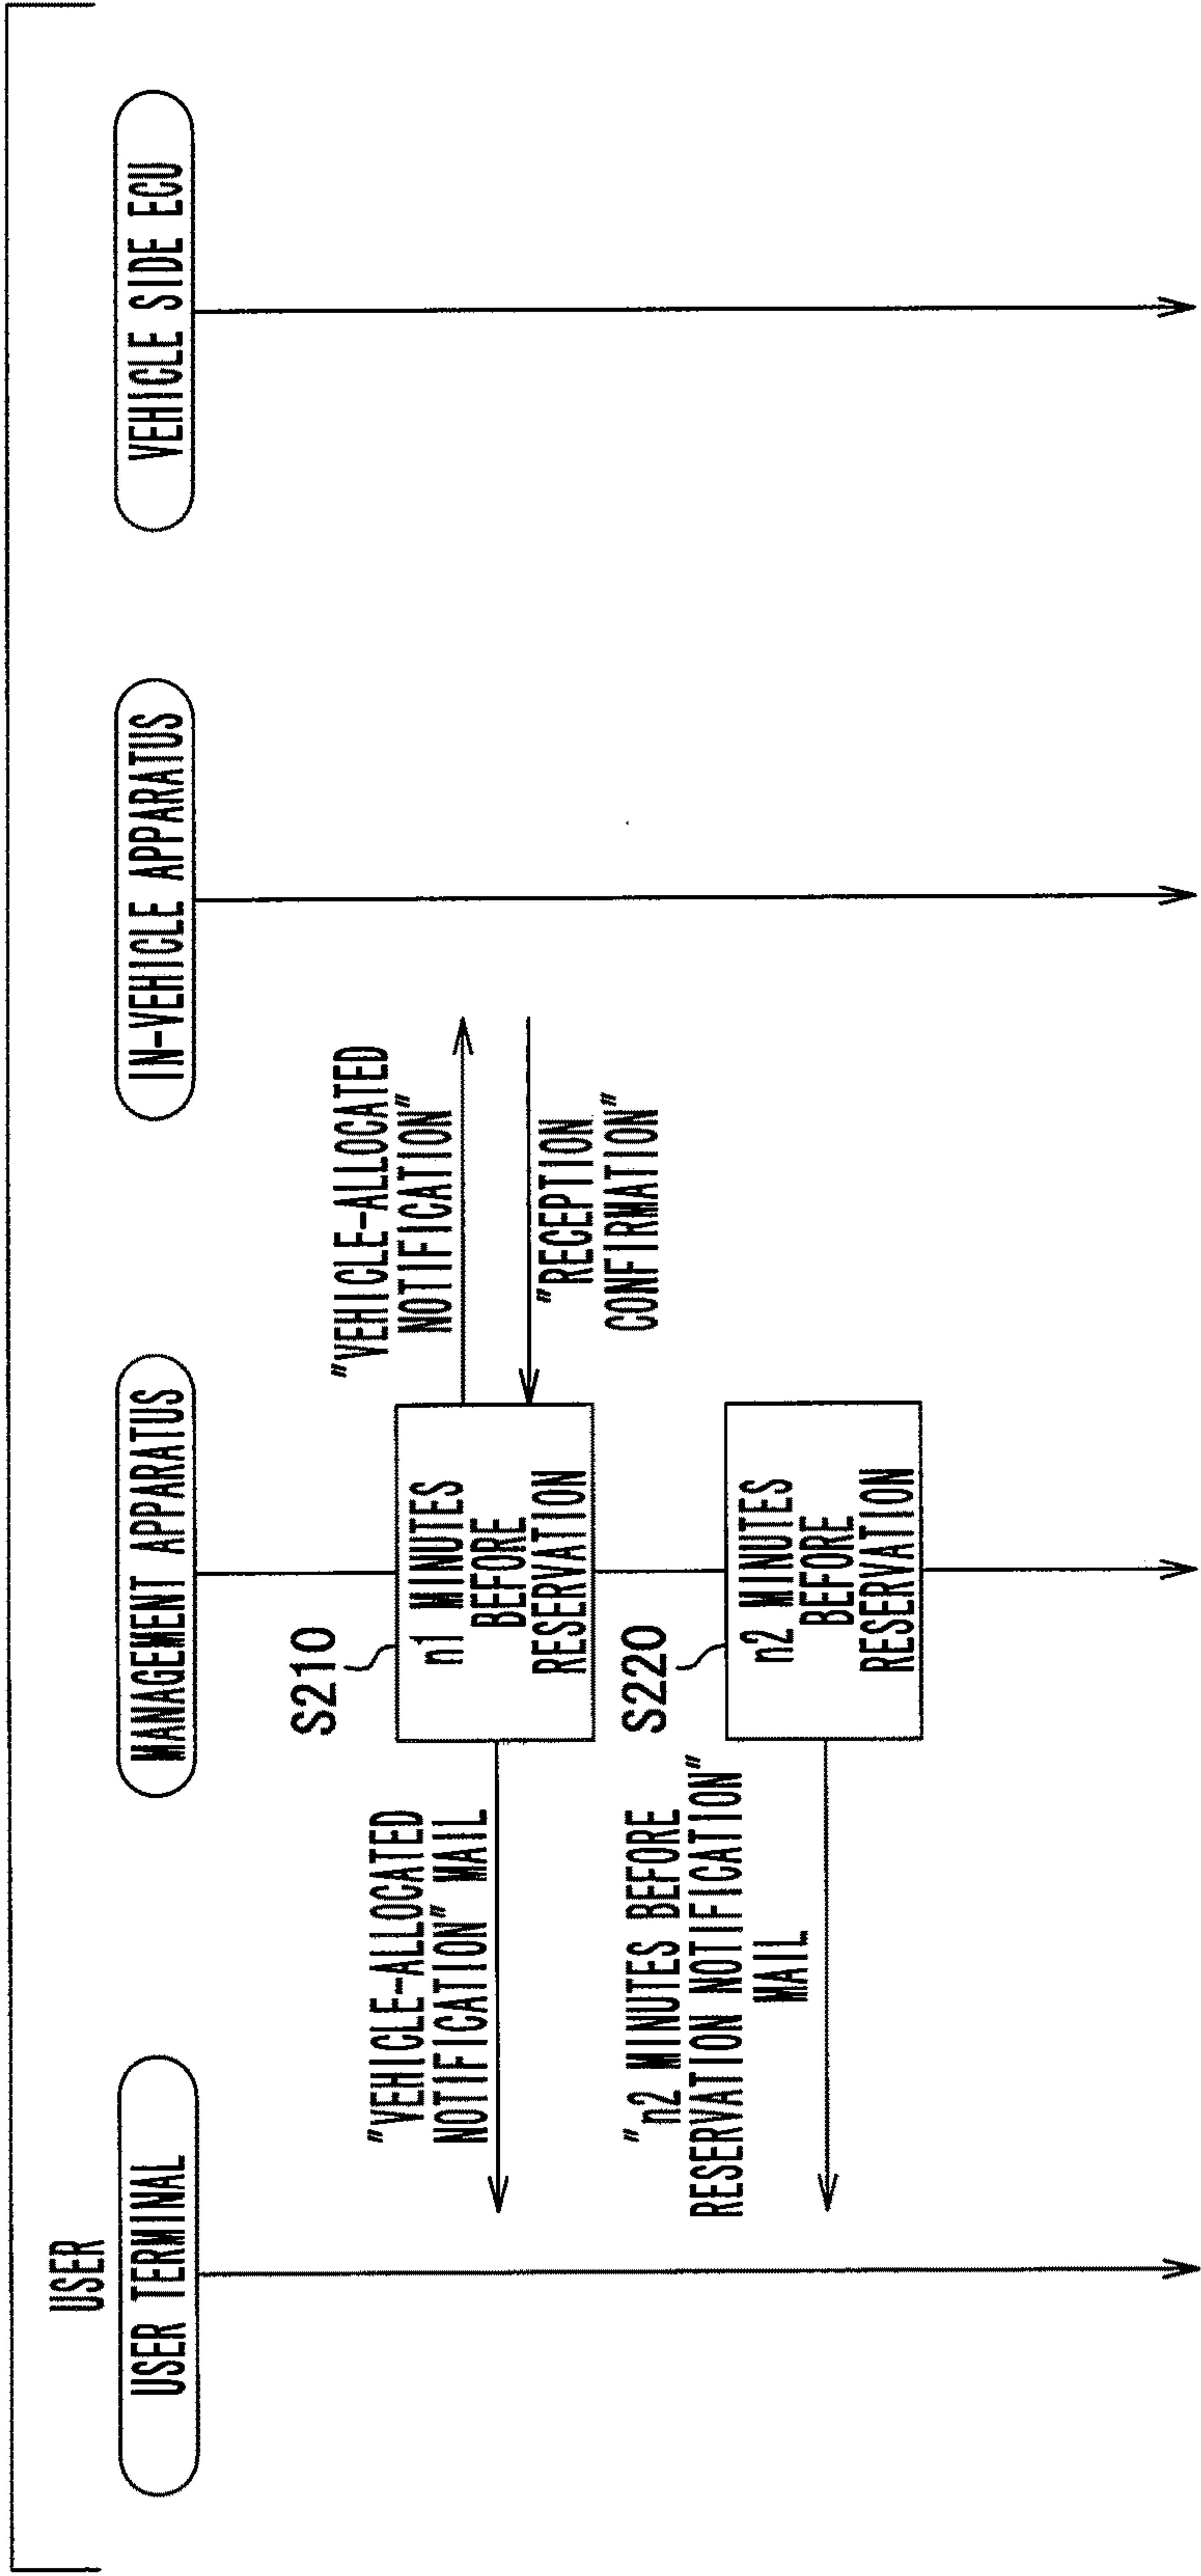 USER
USER TERMINAL
MANAGEMENT APPARATUS
IN-VEHICLE APPARATUS
VEHICLE SIDE ECU
"VEHICLE-ALLOCATED
NOTIFICATION" MAIL
S210
n1 MINUTES
BEFORE
RESERVATION
"VEHICLE-ALLOCATED
NOTIFICATION"
"RECEPTION
CONFIRMATION"
"n2 MINUTES BEFORE
RESERVATION NOTIFICATION"
MAIL
S220
n2 MINUTES
BEFORE
RESERVATION